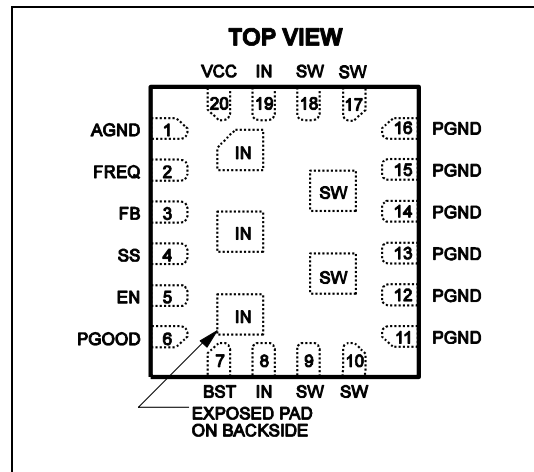 TOP VIEW
VCC IN SW SW
20 19 18 17
AGND 1 16 PGND
IN
FREQ 2 15 PGND
SW
FB 3 14 PGND
IN
SS 4 13 PGND
SW
EN 5 12 PGND
IN
PGOOD 6 11 PGND
7 8 9 10
BST IN SW SW
EXPOSED PAD
ON BACKSIDE